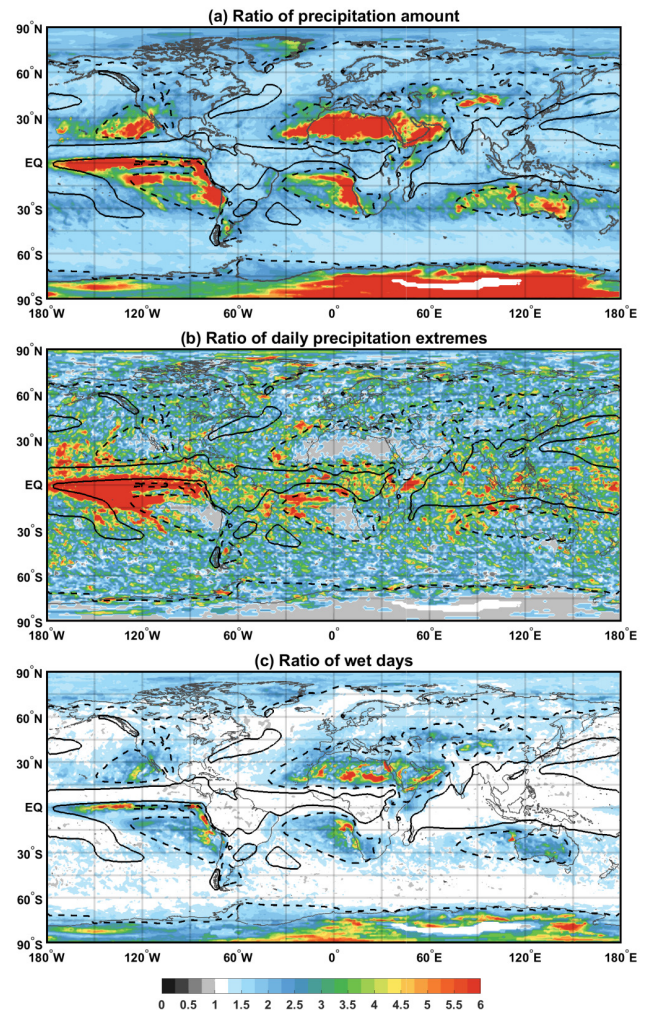 (a) Ratio of precipitation amount
90°N
60°N
30°N
EQ
30°S
60°S
90°S
180°W 120°W 60°W 0° 60°E 120°E 180°E
(b) Ratio of daily precipitation extremes
90°N
60°N
30°N
EQ
30°S
60°S
90°S
180°W 120°W 60°W 0° 60°E 120°E 180°E
(c) Ratio of wet days
90°N
60°N
30°N
EQ
30°S
60°S
90°S
180°W 120°W 60°W 0° 60°E 120°E 180°E
0 0.5 1 1.5 2 2.5 3 3.5 4 4.5 5 5.5 6